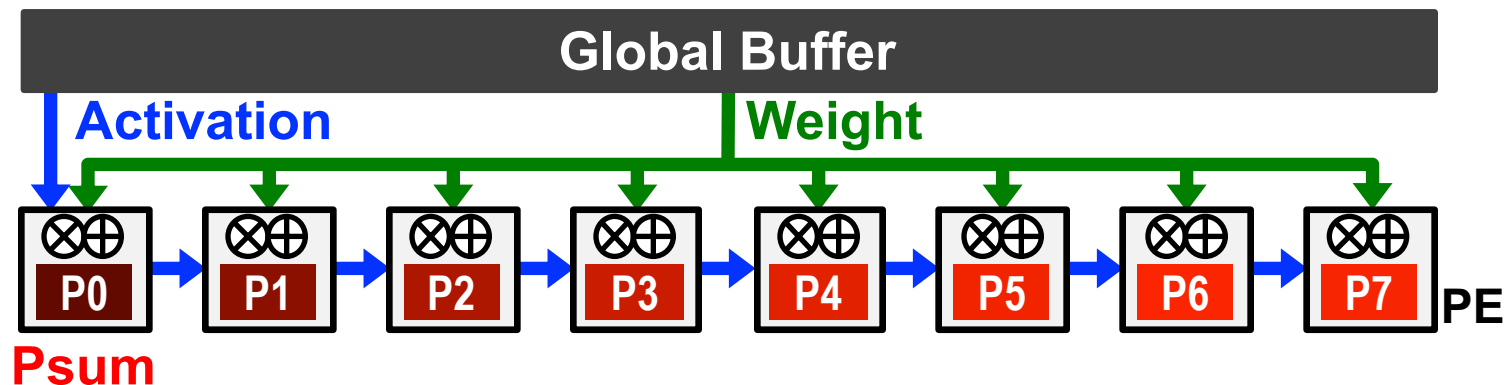 Global Buffer
Activation
Weight
P0
P1
P2
P3
P4
P5
P6
P7
PE
Psum